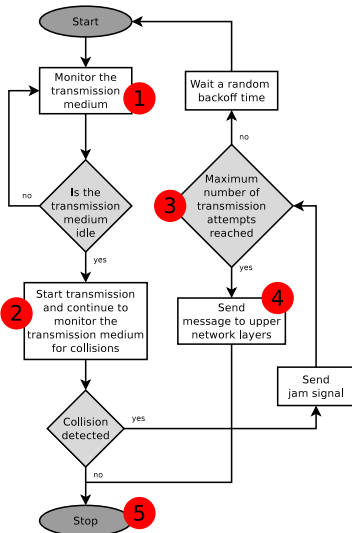 Start
Monitor the
transmission
medium
1
Is the
transmission
medium
idle
no
yes
2
Start transmission
and continue to
monitor the
transmission medium
for collisions
Collision
detected
yes
no
Stop
5
Wait a random
backoff time
no
Maximum
number of
transmission
attempts
reached
3
yes
4
Send
message to upper
network layers
Send
jam signal